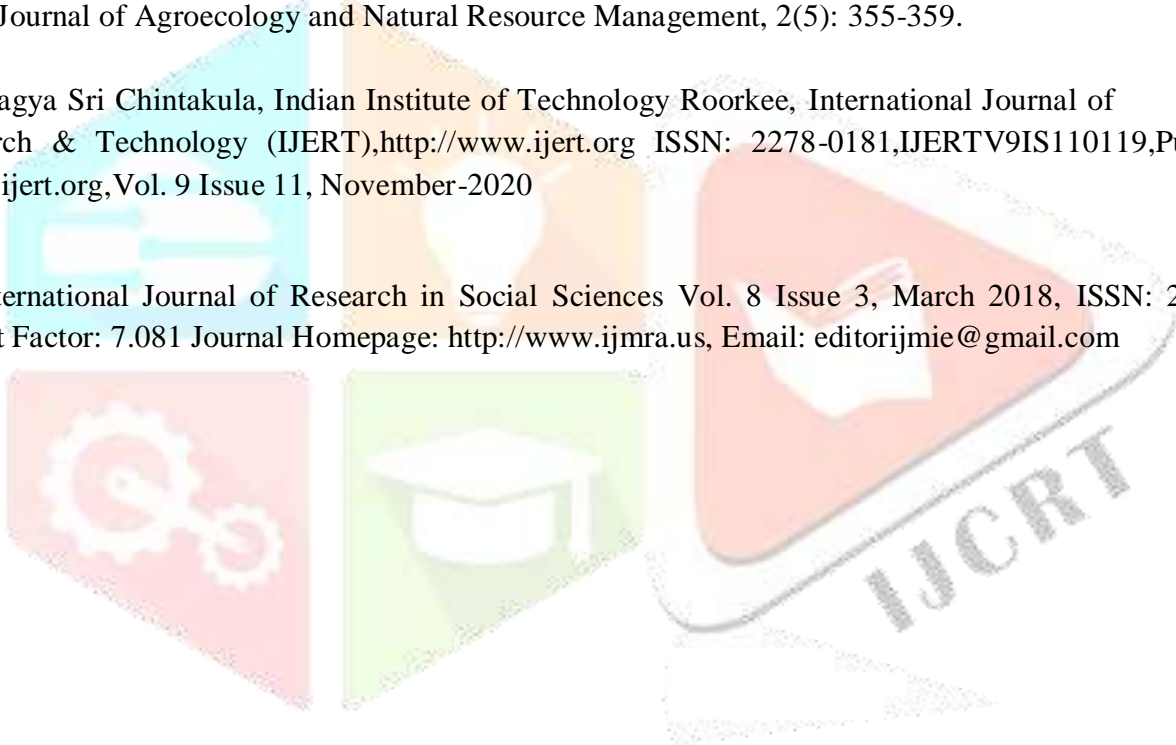 Journal of Agroecology and Natural Resource Management, 2(5): 355-359.
agya Sri Chintakula, Indian Institute of Technology Roorkee, International Journal of
rch & Technology (IJERT),http://www.ijert.org ISSN: 2278-0181,IJERTV9IS110119,Pu
ijert.org,Vol. 9 Issue 11, November-2020
ternational Journal of Research in Social Sciences Vol. 8 Issue 3, March 2018, ISSN: 2
t Factor: 7.081 Journal Homepage: http://www.ijmra.us, Email: editorijmie@gmail.com
IJCRT